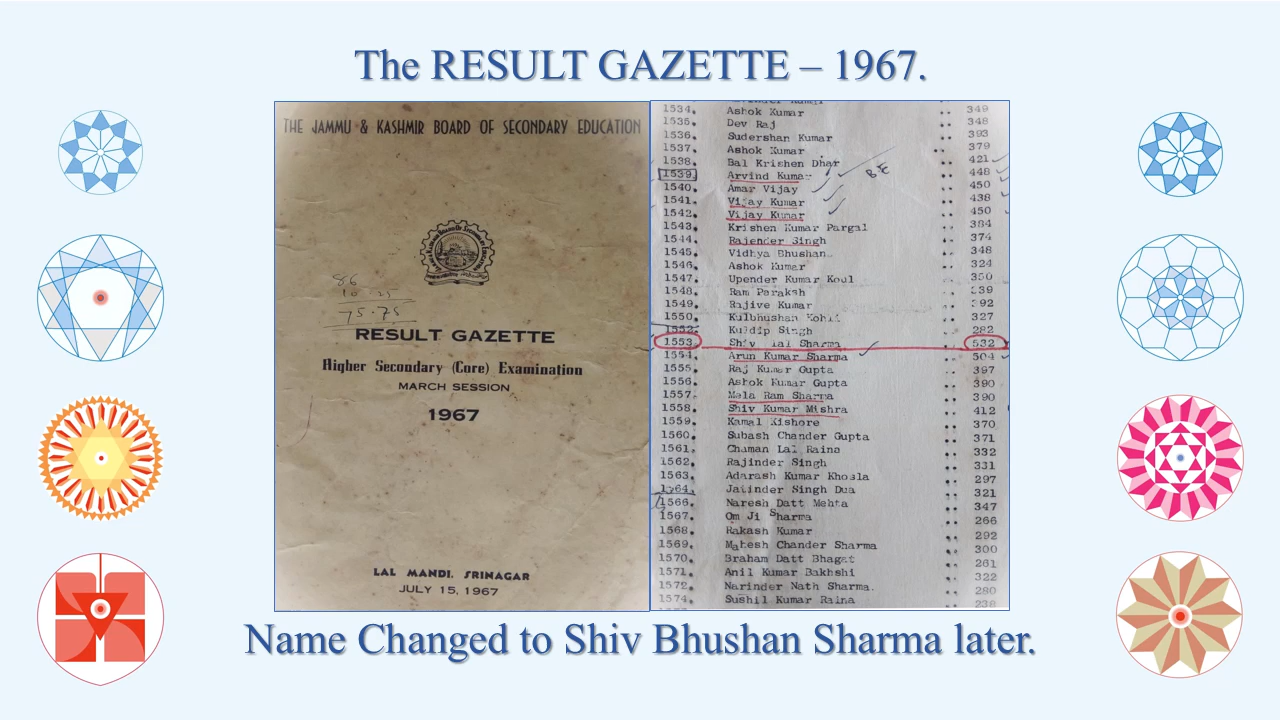 The RESULT GAZETTE – 1967.
THE JAMMU & KASHMIR BOARD OF SECONDARY EDUCATION
86
10.25
75.75
RESULT GAZETTE
Higher Secondary (Core) Examination
MARCH SESSION
1967
LAL MANDI, SRINAGAR
JULY 15, 1967
1534. Ashok Kumar .. 349
1535. Dev Raj .. 348
1536. Sudershan Kumar .. 393
1537. Ashok Kumar .. 379
1538. Bal Krishen Dhar .. 421
1539. Arvind Kumar .. 448
B.E
1540. Amar Vijay .. 450
1541. Vijay Kumar .. 438
1542. Vijay Kumar .. 450
1543. Krishen Kumar Pargal .. 384
1544. Rajender Singh .. 374
1545. Vidhya Bhushan .. 348
1546. Ashok Kumar .. 324
1547. Upender Kumar Koul .. 350
1548. Ram Paraksh ..
1549. Rajive Kumar ..
1550. Kulbhushan Kohli .. 327
1552. Kuldip Singh .. 282
1553. Shiv Lal Sharma .. 532
1554. Arun Kumar Sharma .. 504
1555. Raj Kumar Gupta .. 397
1556. Ashok Kumar Gupta .. 390
1557. Mela Ram Sharma .. 390
1558. Shiv Kumar Mishra .. 412
1559. Kamal Kishore .. 370
1560. Subash Chander Gupta .. 371
1561. Chaman Lal Raina .. 332
1562. Rajinder Singh .. 331
1563. Adarash Kumar Khosla .. 297
1564. Jatinder Singh Dua .. 321
1566. Naresh Datt Mehta .. 347
1567. Om Ji Sharma .. 266
1568. Rakash Kumar .. 292
1569. Mahesh Chander Sharma .. 300
1570. Braham Datt Bhagat .. 261
1571. Anil Kumar Bakhshi .. 322
1572. Narinder Nath Sharma. .. 280
1574. Sushil Kumar Raina ..
Name Changed to Shiv Bhushan Sharma later.